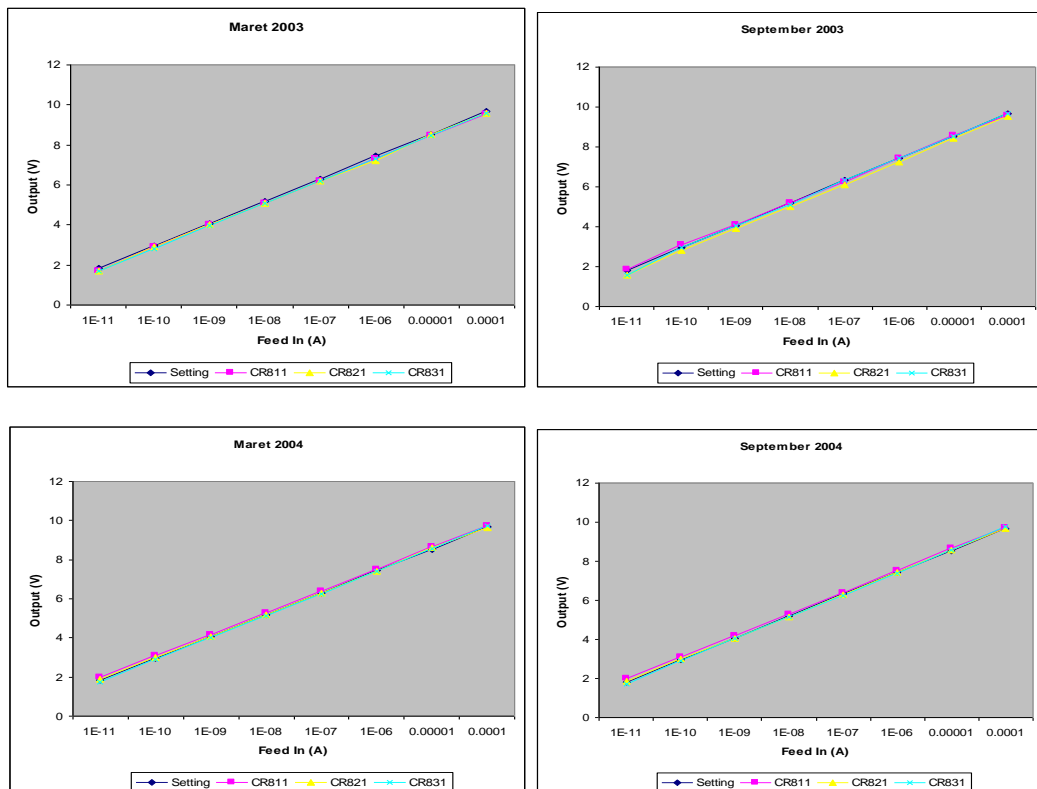 Maret 2003
12
10
8
6
4
2
0
Output (V)
1E-11 1E-10 1E-09 1E-08 1E-07 1E-06 0.00001 0.0001
Feed In (A)
Setting CR811 CR821 CR831
September 2003
12
10
8
6
4
2
0
Output (V)
1E-11 1E-10 1E-09 1E-08 1E-07 1E-06 0.00001 0.0001
Feed In (A)
Setting CR811 CR821 CR831
Maret 2004
12
10
8
6
4
2
0
Output (V)
1E-11 1E-10 1E-09 1E-08 1E-07 1E-06 0.00001 0.0001
Feed In (A)
Setting CR811 CR821 CR831
September 2004
12
10
8
6
4
2
0
Output (V)
1E-11 1E-10 1E-09 1E-08 1E-07 1E-06 0.00001 0.0001
Feed In (A)
Setting CR811 CR821 CR831